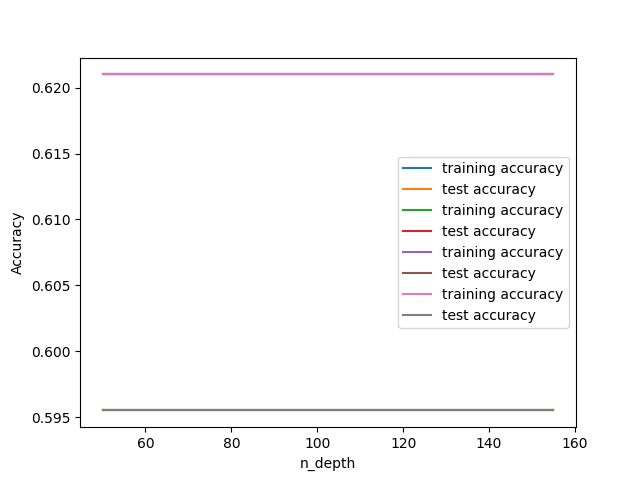 0.620
0.615
0.610
0.605
0.600
0.595
Accuracy
training accuracy
test accuracy
training accuracy
test accuracy
training accuracy
test accuracy
training accuracy
test accuracy
60 80 100 120 140 160
n_depth